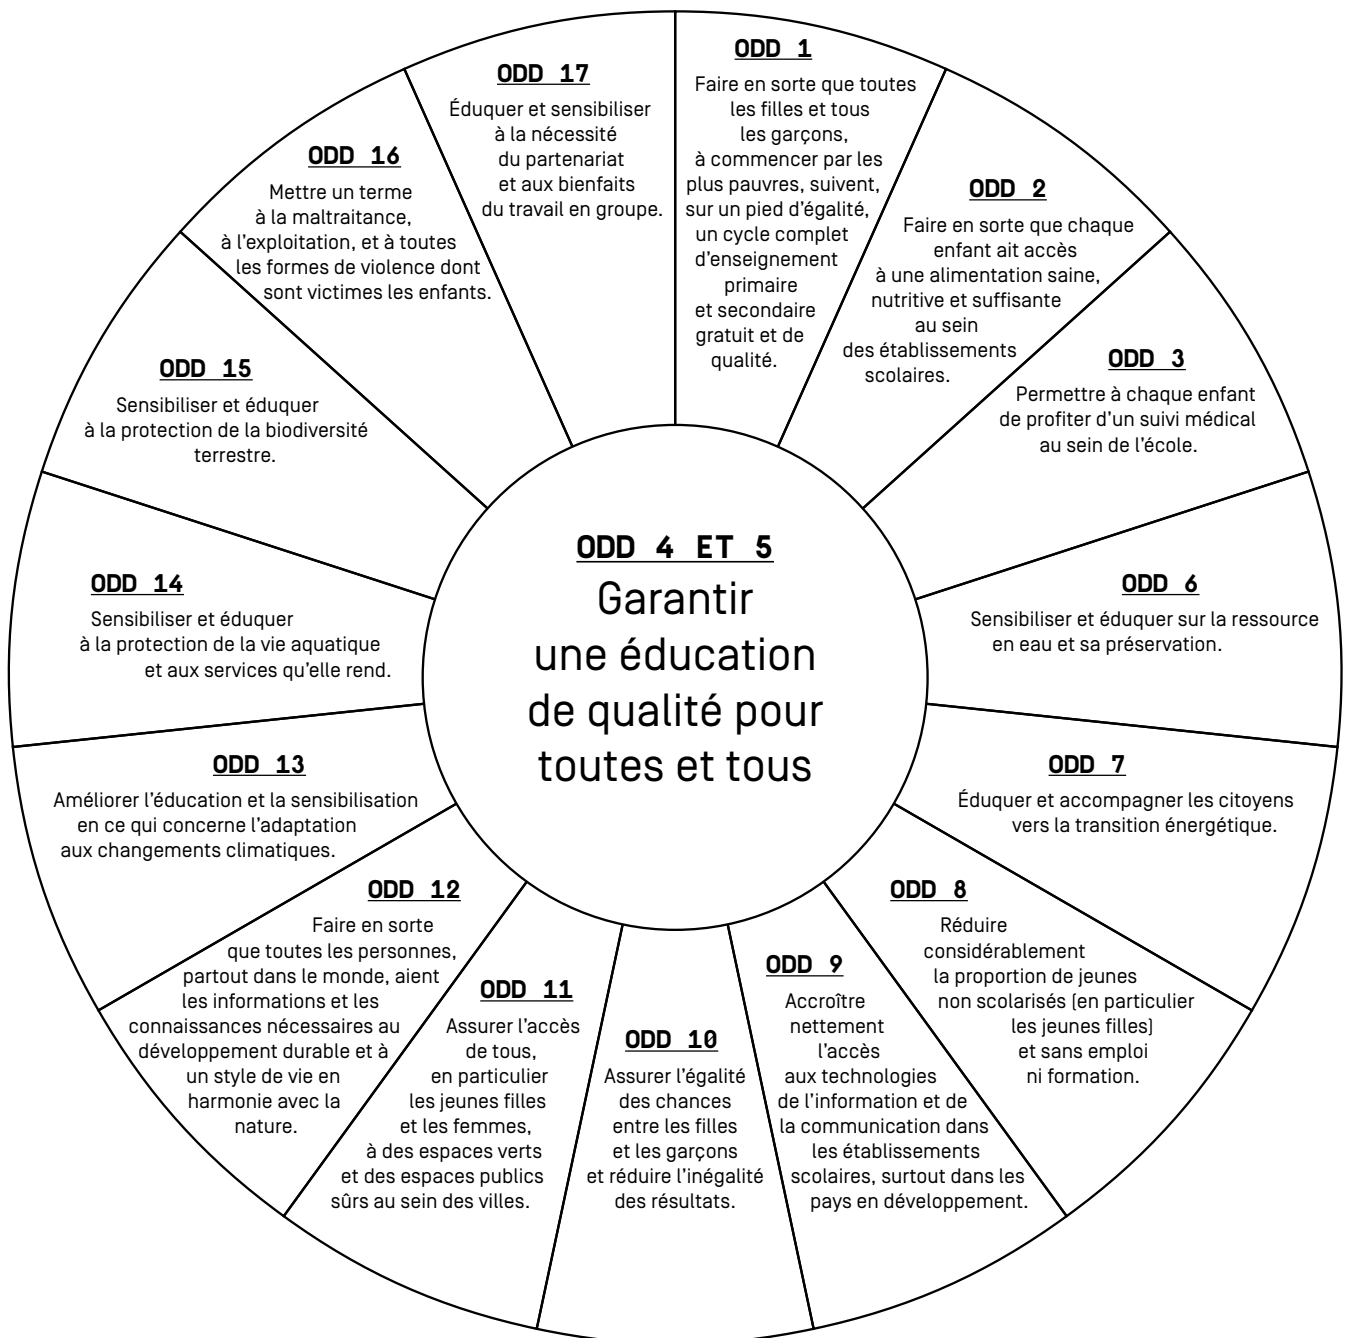 ODD 1
Faire en sorte que toutes
les filles et tous
les garçons,
à commencer par les
plus pauvres, suivent,
sur un pied d'égalité,
un cycle complet
d'enseignement
primaire
et secondaire
gratuit et de
qualité.
ODD 2
Faire en sorte que chaque
enfant ait accès
à une alimentation saine,
nutritive et suffisante
au sein
des établissements
scolaires.
ODD 3
Permettre à chaque enfant
de profiter d'un suivi médical
au sein de l'école.
ODD 4 ET 5
Garantir
une éducation
de qualité pour
toutes et tous
ODD 6
Sensibiliser et éduquer sur la ressource
en eau et sa préservation.
ODD 7
Éduquer et accompagner les citoyens
vers la transition énergétique.
ODD 8
Réduire
considérablement
la proportion de jeunes
non scolarisés (en particulier
les jeunes filles)
et sans emploi
ni formation.
ODD 9
Accroître
nettement
l'accès
aux technologies
de l'information et de
la communication dans
les établissements
scolaires, surtout dans les
pays en développement.
ODD 10
Assurer l'égalité
des chances
entre les filles
et les garçons
et réduire l'inégalité
des résultats.
ODD 11
Assurer l'accès
de tous,
en particulier
les jeunes filles
et les femmes,
à des espaces verts
et des espaces publics
sûrs au sein des villes.
ODD 12
Faire en sorte
que toutes les personnes,
partout dans le monde, aient
les informations et les
connaissances nécessaires au
développement durable et à
un style de vie en
harmonie avec la
nature.
ODD 13
Améliorer l'éducation et la sensibilisation
en ce qui concerne l'adaptation
aux changements climatiques.
ODD 14
Sensibiliser et éduquer
à la protection de la vie aquatique
et aux services qu'elle rend.
ODD 15
Sensibiliser et éduquer
à la protection de la biodiversité
terrestre.
ODD 16
Mettre un terme
à la maltraitance,
à l'exploitation, et à toutes
les formes de violence dont
sont victimes les enfants.
ODD 17
Éduquer et sensibiliser
à la nécessité
du partenariat
et aux bienfaits
du travail en groupe.